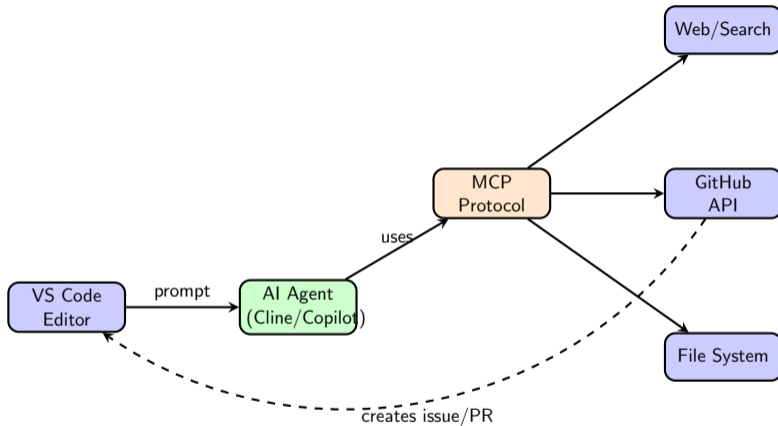 Web/Search
MCP
Protocol
GitHub
API
uses
prompt
VS Code
Editor
AI Agent
(Cline/Copilot)
File System
creates issue/PR